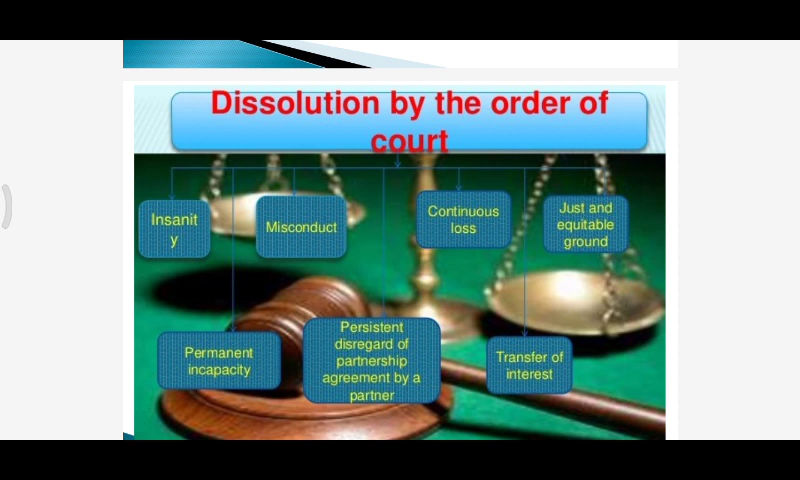 Dissolution by the order of
court
Insanit
y
Misconduct
Continuous
loss
Just and
equitable
ground
Permanent
incapacity
Persistent
disregard of
partnership
agreement by a
partner
Transfer of
interest